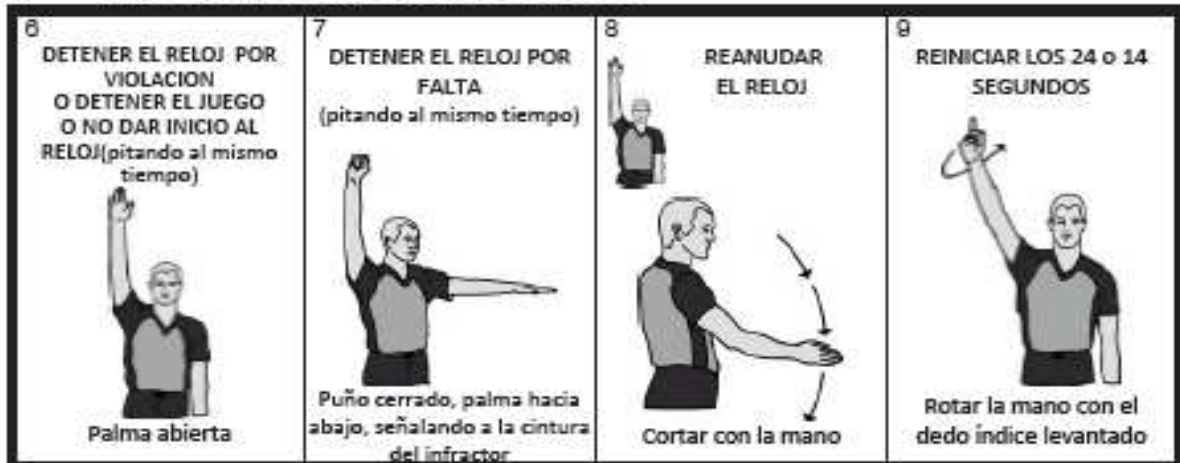 6
DETENER EL RELOJ POR
VIOLACION
O DETENER EL JUEGO
O NO DAR INICIO AL
RELOJ(pitando al mismo
tiempo)
Palma abierta
7
DETENER EL RELOJ POR
FALTA
(pitando al mismo tiempo)
Puño cerrado, palma hacia
abajo, señalando a la cintura
del infractor
8
REANUDAR
EL RELOJ
Cortar con la mano
9
REINICIAR LOS 24 o 14
SEGUNDOS
Rotar la mano con el
dedo índice levantado